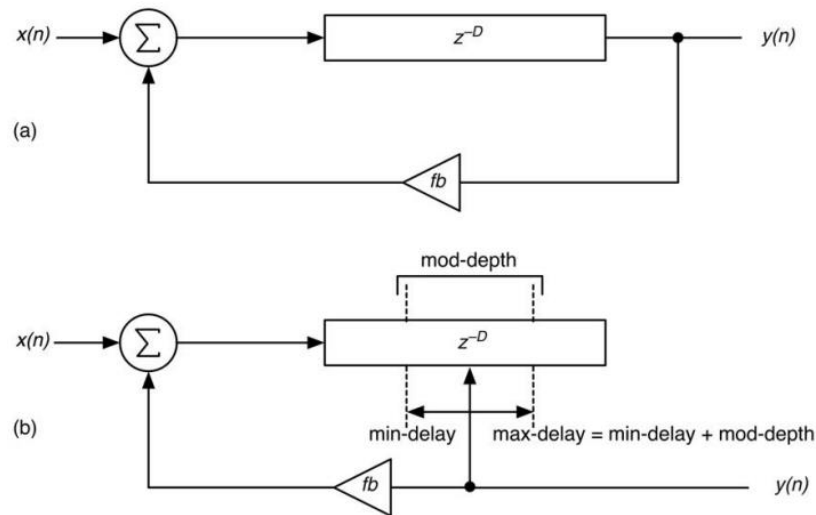 x(n)
Σ
z⁻ᴰ
y(n)
(a)
fb
mod-depth
x(n)
Σ
z⁻ᴰ
(b)
min-delay
max-delay = min-delay + mod-depth
fb
y(n)